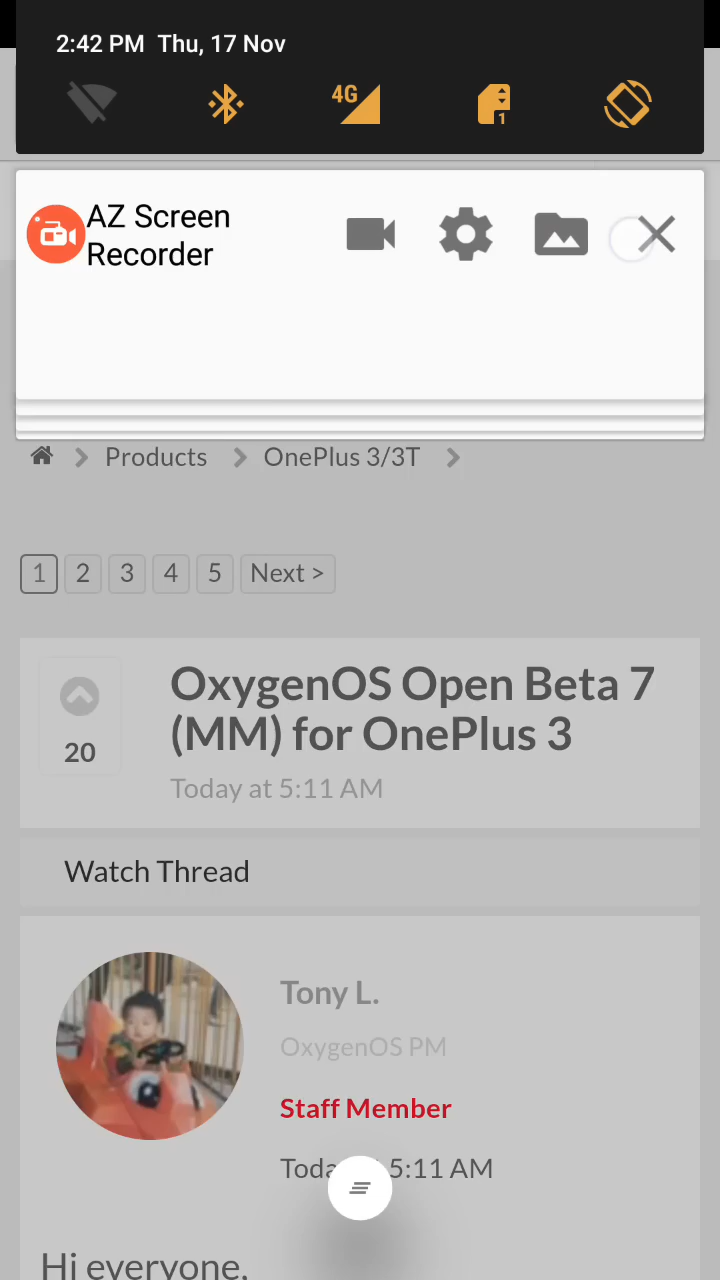 2:42 PM Thu, 17 Nov
4G
1
AZ Screen
Recorder
Products
OnePlus 3/3T
1 2 3 4 5 Next >
OxygenOS Open Beta 7
(MM) for OnePlus 3
20
Today at 5:11 AM
Watch Thread
Tony L.
OxygenOS PM
Staff Member
Today 5:11 AM
Hi everyone,